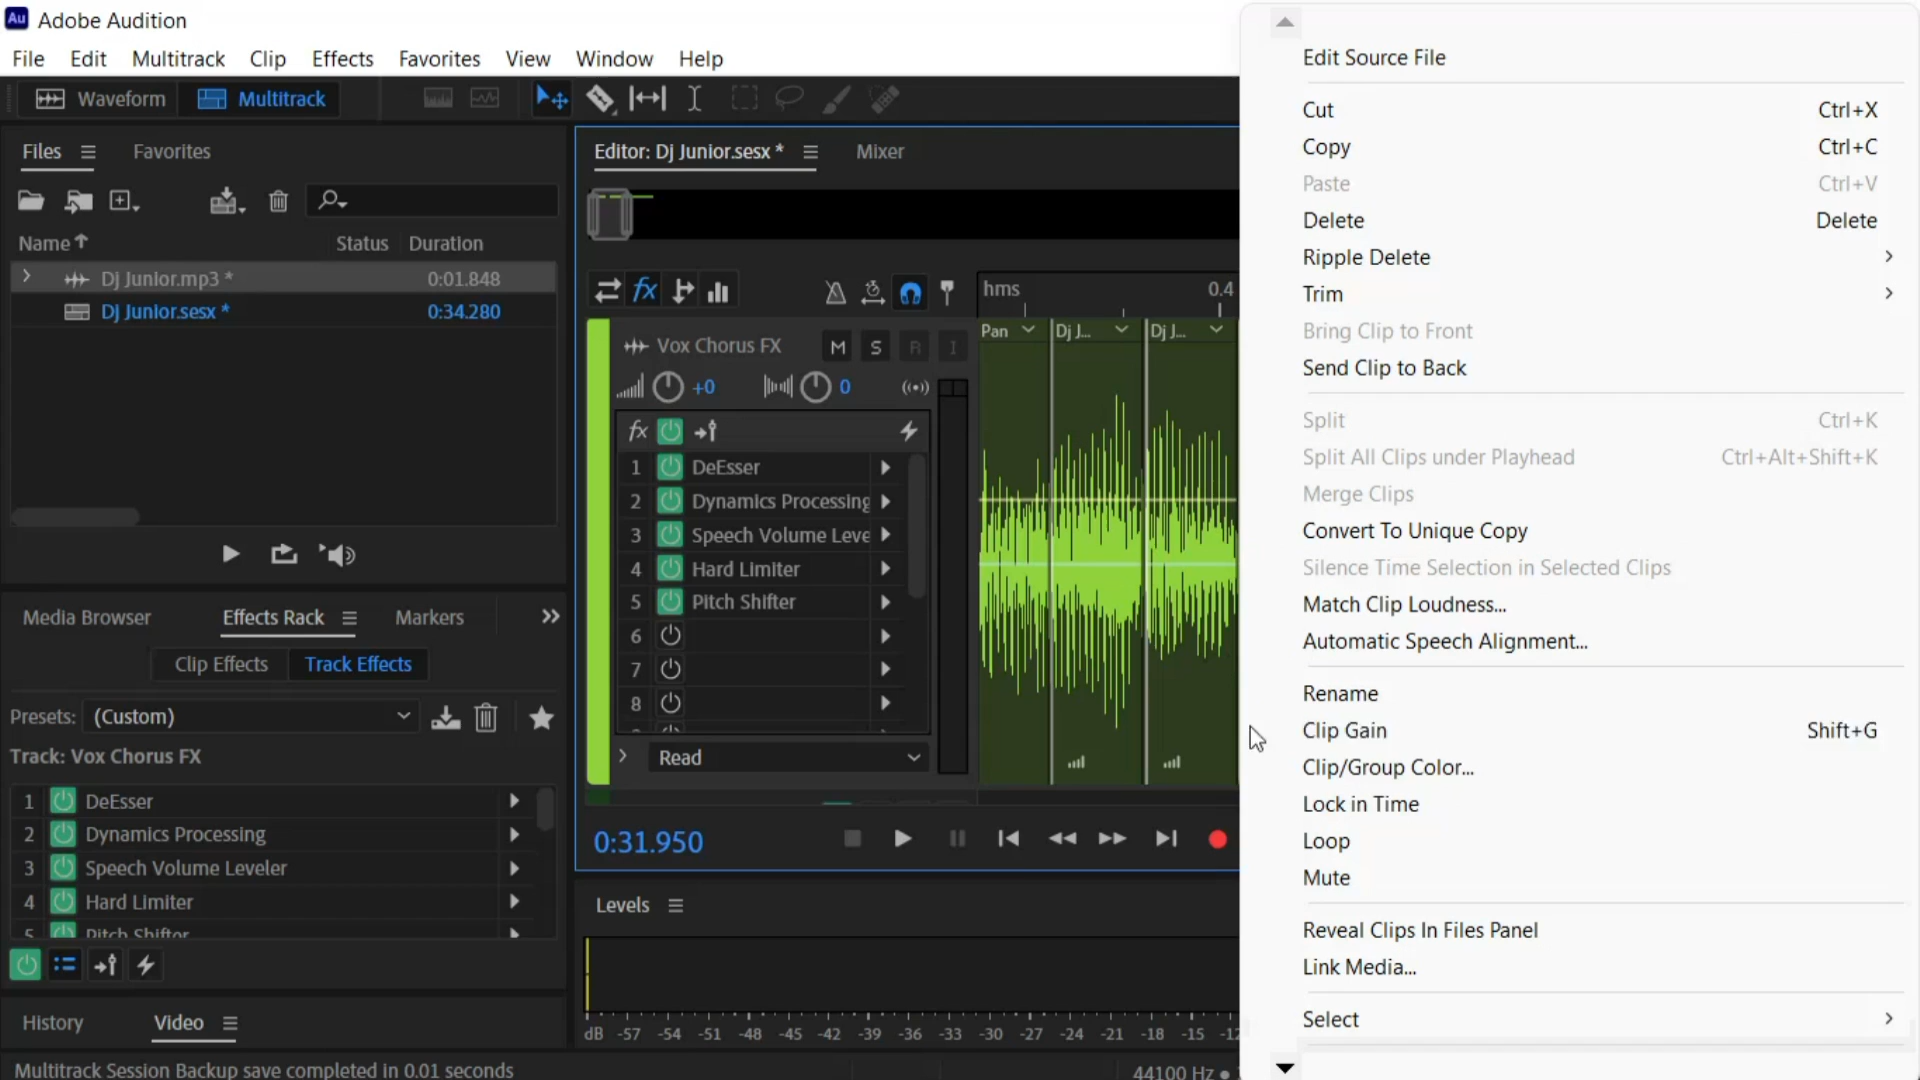 Au Adobe Audition
File Edit Multitrack Clip Effects Favorites View Window Help
Waveform Multitrack
Files Favorites
Name Status Duration
Dj Junior.mp3 * 0:01.848
Dj Junior.sesx * 0:34.280
Media Browser Effects Rack Markers
Clip Effects Track Effects
Presets: (Custom)
Track: Vox Chorus FX
1 DeEsser
2 Dynamics Processing
3 Speech Volume Leveler
4 Hard Limiter
5 Pitch Shifter
History Video
Multitrack Session Backup save completed in 0.01 seconds
Editor: Dj Junior.sesx * Mixer
fx hms 0.4
Vox Chorus FX M S R I
Pan Dj J... Dj J...
+0 0
fx
1 DeEsser
2 Dynamics Processing
3 Speech Volume Leve
4 Hard Limiter
5 Pitch Shifter
6
7
8
Read
0:31.950
Levels
dB -57 -54 -51 -48 -45 -42 -39 -36 -33 -30 -27 -24 -21 -18 -15 -12
44100 Hz
Edit Source File
Cut Ctrl+X
Copy Ctrl+C
Paste Ctrl+V
Delete Delete
Ripple Delete
Trim
Bring Clip to Front
Send Clip to Back
Split Ctrl+K
Split All Clips under Playhead Ctrl+Alt+Shift+K
Merge Clips
Convert To Unique Copy
Silence Time Selection in Selected Clips
Match Clip Loudness...
Automatic Speech Alignment...
Rename
Clip Gain Shift+G
Clip/Group Color...
Lock in Time
Loop
Mute
Reveal Clips In Files Panel
Link Media...
Select